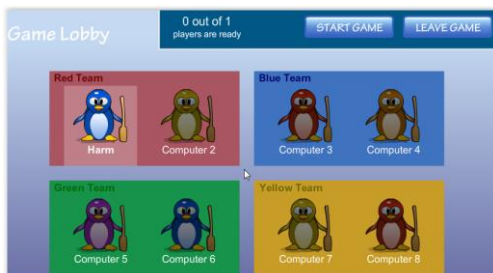 Game Lobby
0 out of 1
players are ready
START GAME
LEAVE GAME
Red Team
Harm
Computer 2
Blue Team
Computer 3
Computer 4
Green Team
Computer 5
Computer 6
Yellow Team
Computer 7
Computer 8